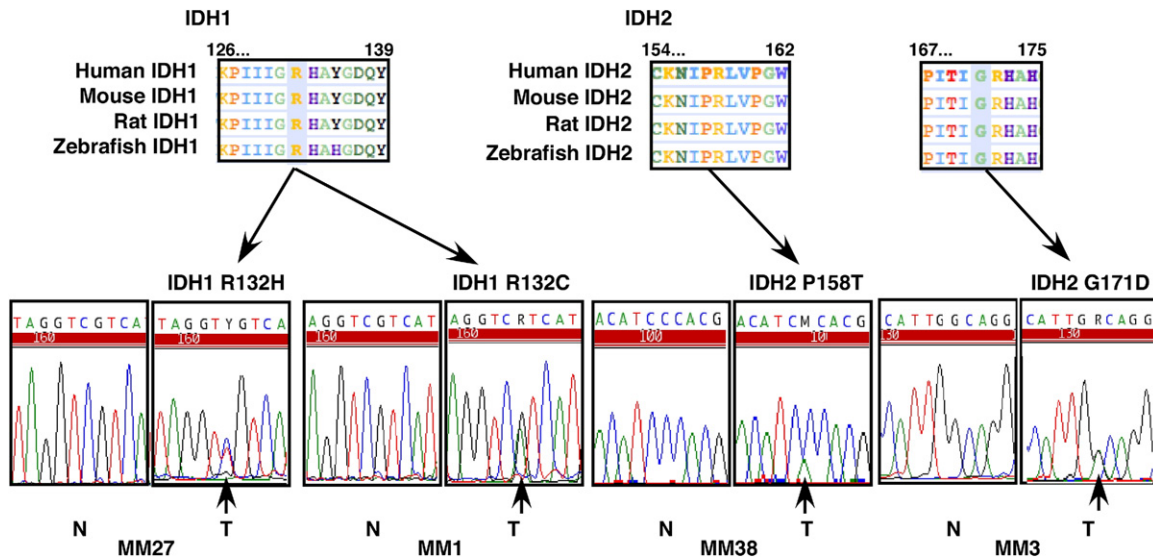 IDH1
IDH2
126... 139
154... 162
167... 175
Human IDH1 KPIIIGRHAYGDQY
Mouse IDH1 KPIIIGRHAYGDQY
Rat IDH1 KPIIIGRHAYGDQY
Zebrafish IDH1 KPIIIGRHAHGDQY
Human IDH2 CKNIPRLVPGW PITIGRHAH
Mouse IDH2 CKNIPRLVPGW PITIGRHAH
Rat IDH2 CKNIPRLVPGW PITIGRHAH
Zebrafish IDH2 CKNIPRLVPGW PITIGRHAH
IDH1 R132H
IDH1 R132C
IDH2 P158T
IDH2 G171D
TAGGTCGTCAT
160
TAGGTYGTCA
160
AGGTCGTCAT
160
AGGTCRTCAT
160
ACATCCCACG
100
ACATCMCACG
10
CATTGGCAGG
130
CATTGRCAGG
130
N T N T N T N T
MM27 MM1 MM38 MM3